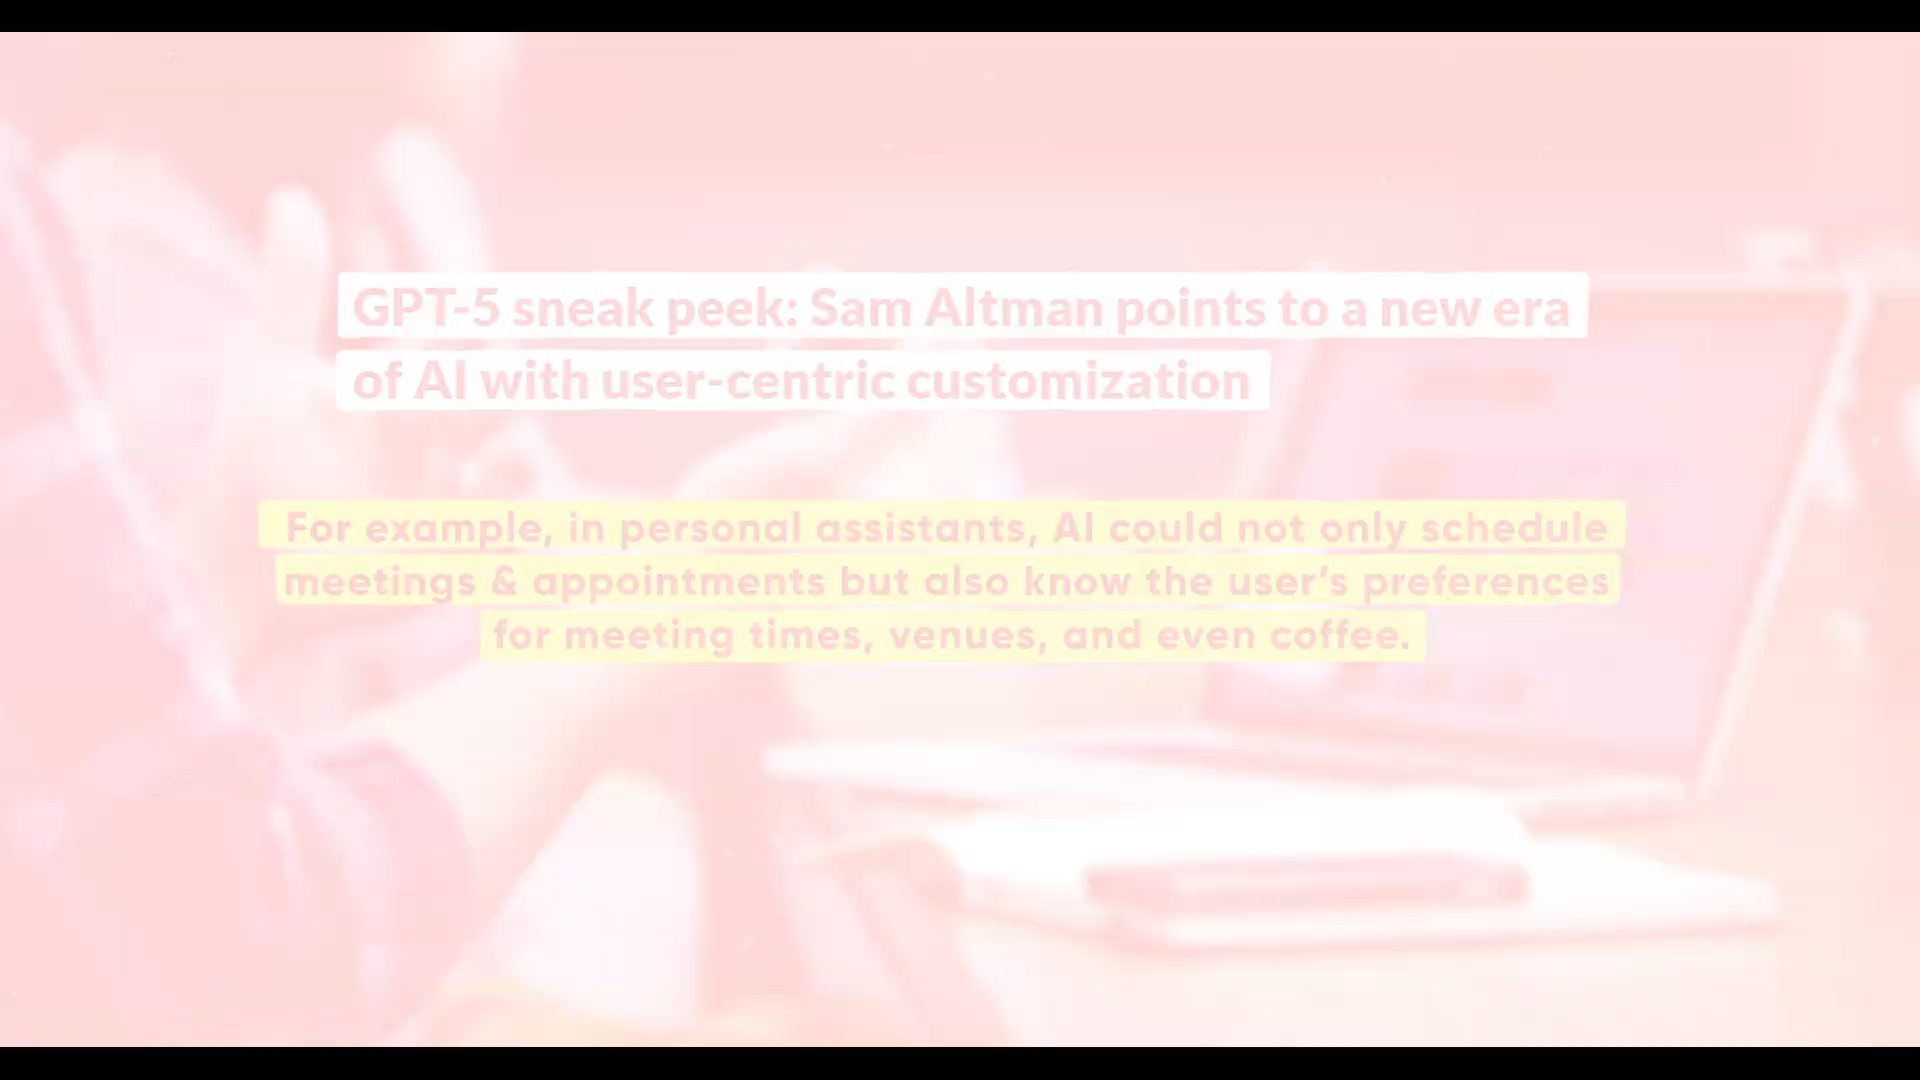 GPT-5 sneak peek: Sam Altman points to a new era
of AI with user-centric customization
For example, in personal assistants, AI could not only schedule
meetings & appointments but also know the user's preferences
for meeting times, venues, and even coffee.